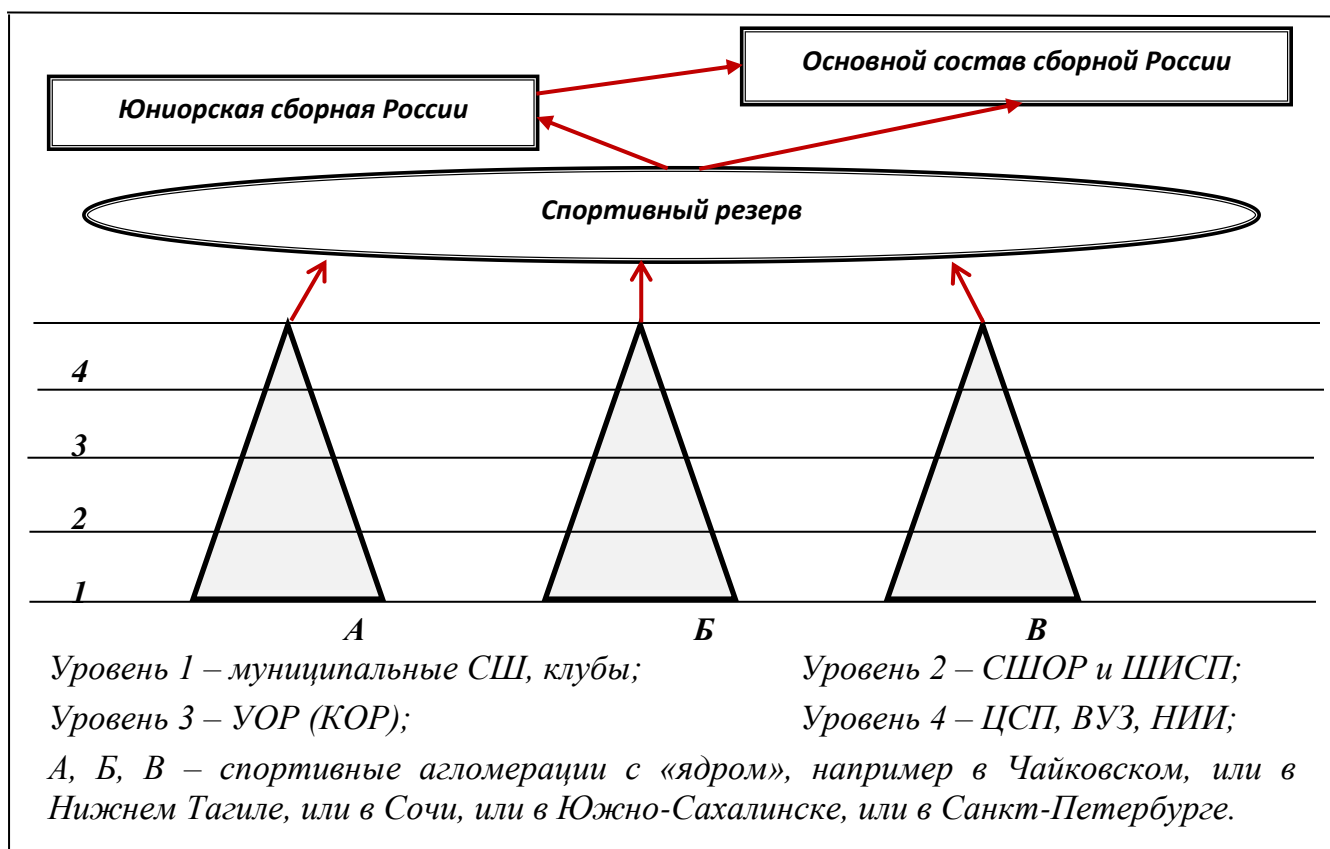 Основной состав сборной России
Юниорская сборная России
Спортивный резерв
4
3
2
1
А Б В
Уровень 1 – муниципальные СШ, клубы; Уровень 2 – СШОР и ШИСП;
Уровень 3 – УОР (КОР); Уровень 4 – ЦСП, ВУЗ, НИИ;
А, Б, В – спортивные агломерации с «ядром», например в Чайковском, или в
Нижнем Тагиле, или в Сочи, или в Южно-Сахалинске, или в Санкт-Петербурге.